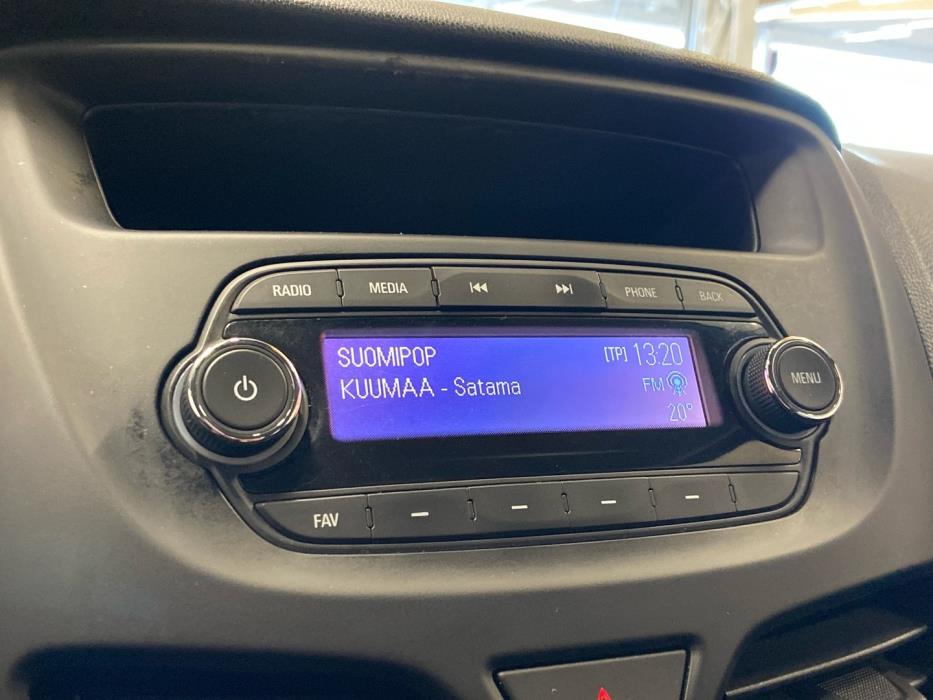 RADIO MEDIA PHONE BACK
SUOMIPOP [TP] 13:20
KUUMAA - Satama FM
20°
MENU
FAV